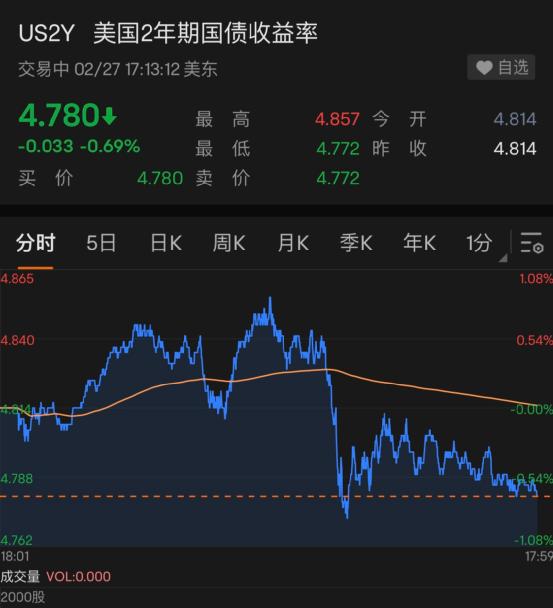 US2Y 美国2年期国债收益率
交易中 02/27 17:13:12 美东
自选
4.780
最高 4.857 今开 4.814
-0.033 -0.69% 最低 4.772 昨收 4.814
买价 4.780 卖价 4.772
分时 5日 日K 周K 月K 季K 年K 1分
4.865 1.08%
4.840 0.54%
4.814 -0.00%
4.788 -0.54%
4.762 -1.08%
18:01 17:59
成交量 VOL:0.000
2000股